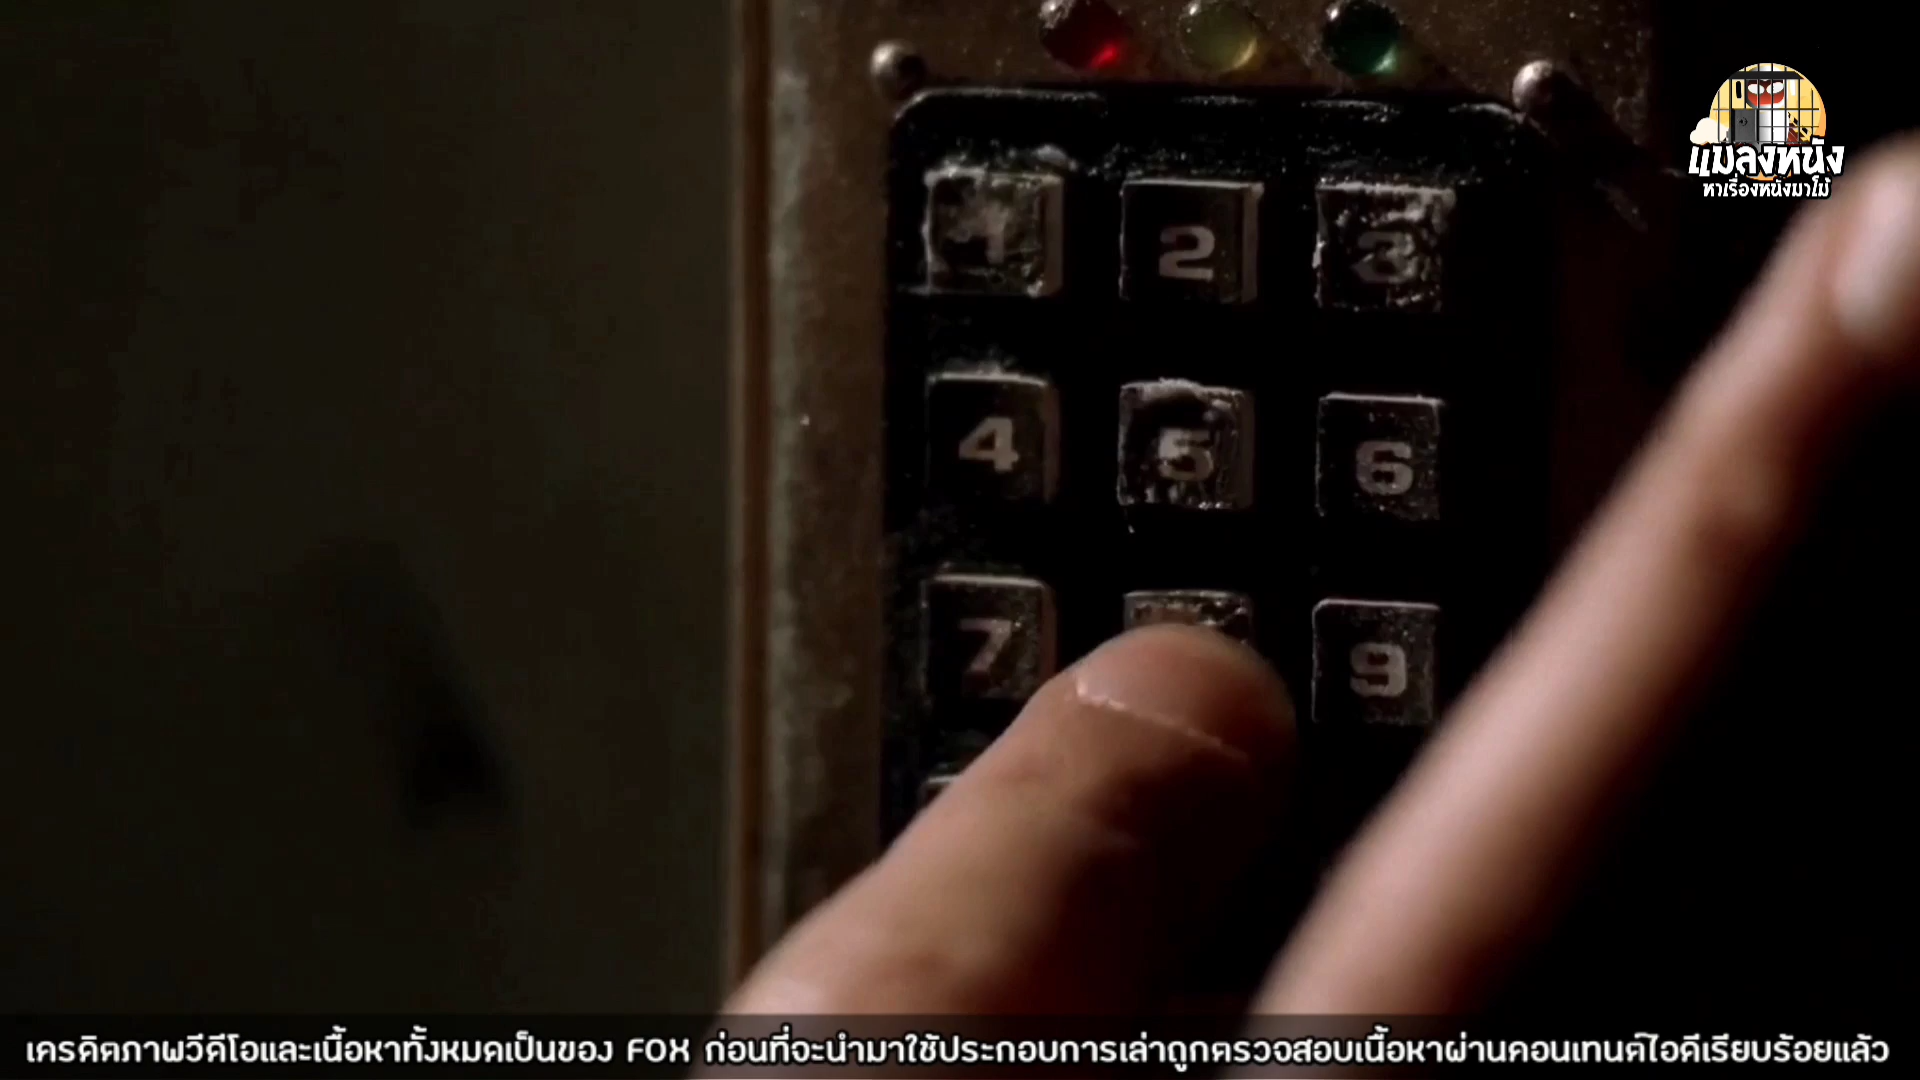 แมลงหนัง
หาเรื่องหนังมาโม้
1 2 3
4 5 6
7 9
เครดิตภาพวีดีโอและเนื้อหาทั้งหมดเป็นของ FOX ก่อนที่จะนำมาใช้ประกอบการเล่าถูกตรวจสอบเนื้อหาผ่านคอนเทนต์ไอดีเรียบร้อยแล้ว